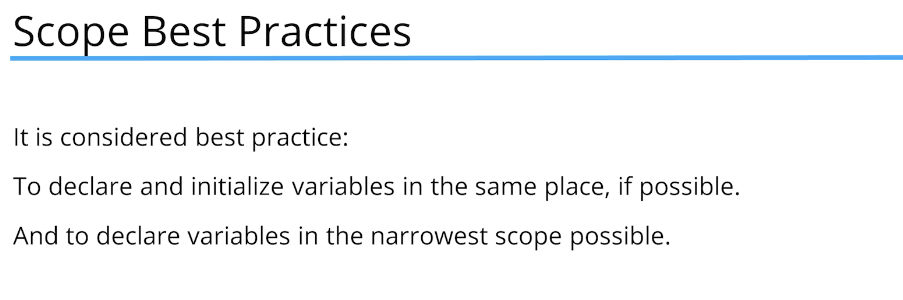 Scope Best Practices
It is considered best practice:
To declare and initialize variables in the same place, if possible.
And to declare variables in the narrowest scope possible.